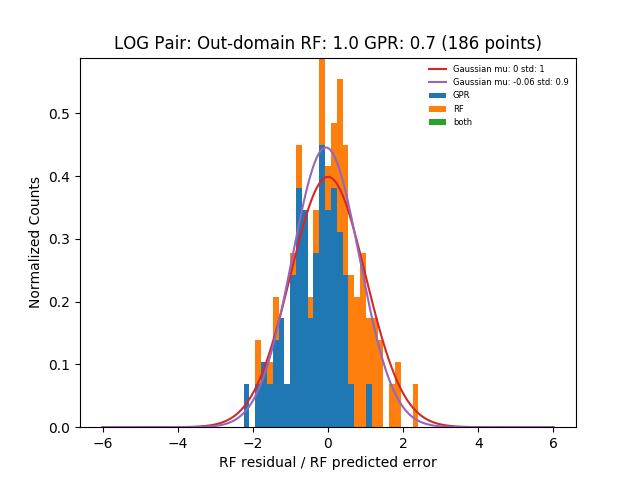 LOG Pair: Out-domain RF: 1.0 GPR: 0.7 (186 points)
Gaussian mu: 0 std: 1
Gaussian mu: -0.06 std: 0.9
GPR
RF
both
Normalized Counts
0.5
0.4
0.3
0.2
0.1
0.0
−6
−4
−2
0
2
4
6
RF residual / RF predicted error